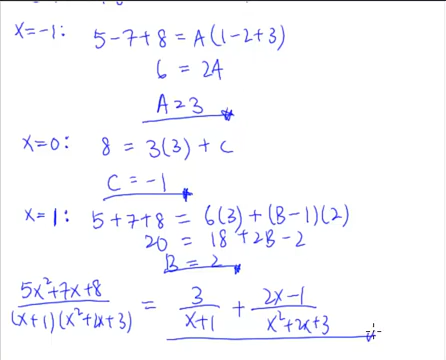 x=-1: 5-7+8 = A(1-2+3)
6 = 2A
A=3
x=0: 8 = 3(3) + C
C = -1
x=1: 5+7+8 = 6(3) + (B-1)(2)
20 = 18 + 2B - 2
B = 2
(5x²+7x+8)/((x+1)(x²+2x+3)) = 3/(x+1) + (2x-1)/(x²+2x+3)